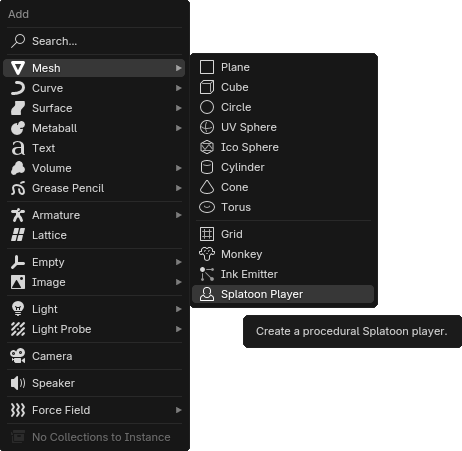 Add
Search...
Mesh
Curve
Surface
Metaball
Text
Volume
Grease Pencil
Armature
Lattice
Empty
Image
Light
Light Probe
Camera
Speaker
Force Field
No Collections to Instance
Plane
Cube
Circle
UV Sphere
Ico Sphere
Cylinder
Cone
Torus
Grid
Monkey
Ink Emitter
Splatoon Player
Create a procedural Splatoon player.